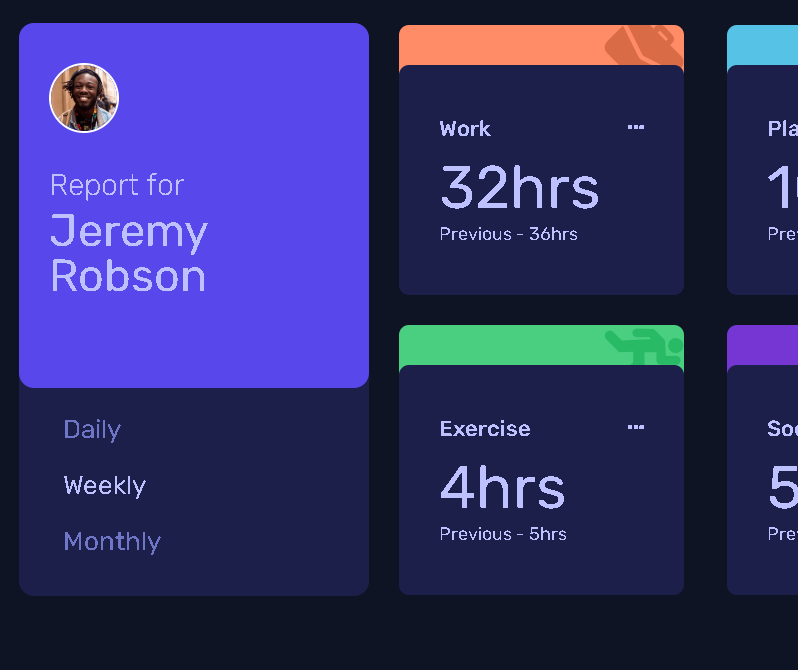 Report for
Jeremy
Robson
Daily
Weekly
Monthly
Work
32hrs
Previous - 36hrs
Exercise
4hrs
Previous - 5hrs